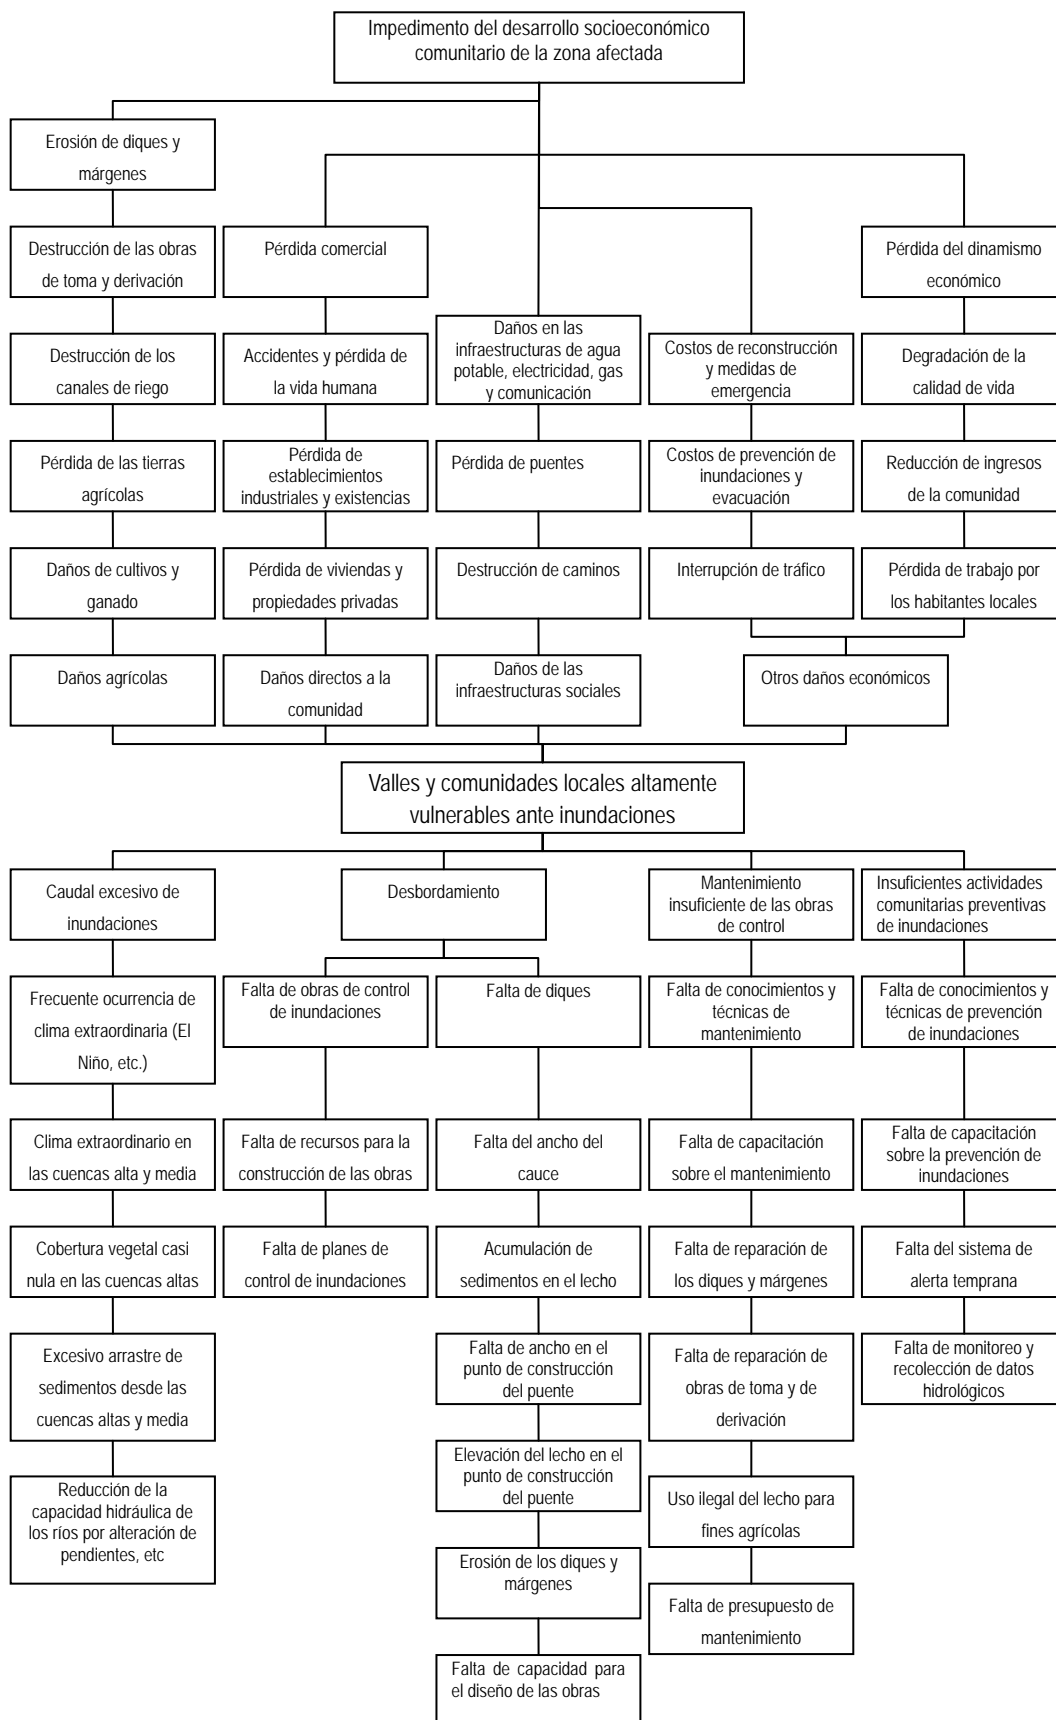 Impedimento del desarrollo socioeconómico
comunitario de la zona afectada
Erosión de diques y
márgenes
Destrucción de las obras
de toma y derivación
Pérdida comercial
Pérdida del dinamismo
económico
Destrucción de los
canales de riego
Accidentes y pérdida de
la vida humana
Daños en las
infraestructuras de agua
potable, electricidad, gas
y comunicación
Costos de reconstrucción
y medidas de
emergencia
Degradación de la
calidad de vida
Pérdida de las tierras
agrícolas
Pérdida de
establecimientos
industriales y existencias
Pérdida de puentes
Costos de prevención de
inundaciones y
evacuación
Reducción de ingresos
de la comunidad
Daños de cultivos y
ganado
Pérdida de viviendas y
propiedades privadas
Destrucción de caminos
Interrupción de tráfico
Pérdida de trabajo por
los habitantes locales
Daños agrícolas
Daños directos a la
comunidad
Daños de las
infraestructuras sociales
Otros daños económicos
Valles y comunidades locales altamente
vulnerables ante inundaciones
Caudal excesivo de
inundaciones
Desbordamiento
Mantenimiento
insuficiente de las obras
de control
Insuficientes actividades
comunitarias preventivas
de inundaciones
Frecuente ocurrencia de
clima extraordinaria (El
Niño, etc.)
Falta de obras de control
de inundaciones
Falta de diques
Falta de conocimientos y
técnicas de
mantenimiento
Falta de conocimientos y
técnicas de prevención
de inundaciones
Clima extraordinario en
las cuencas alta y media
Falta de recursos para la
construcción de las obras
Falta del ancho del
cauce
Falta de capacitación
sobre el mantenimiento
Falta de capacitación
sobre la prevención de
inundaciones
Cobertura vegetal casi
nula en las cuencas altas
Falta de planes de
control de inundaciones
Acumulación de
sedimentos en el lecho
Falta de reparación de
los diques y márgenes
Falta del sistema de
alerta temprana
Excesivo arrastre de
sedimentos desde las
cuencas altas y media
Falta de ancho en el
punto de construcción
del puente
Falta de reparación de
obras de toma y de
derivación
Falta de monitoreo y
recolección de datos
hidrológicos
Reducción de la
capacidad hidráulica de
los ríos por alteración de
pendientes, etc
Elevación del lecho en el
punto de construcción
del puente
Uso ilegal del lecho para
fines agrícolas
Erosión de los diques y
márgenes
Falta de presupuesto de
mantenimiento
Falta de capacidad para
el diseño de las obras